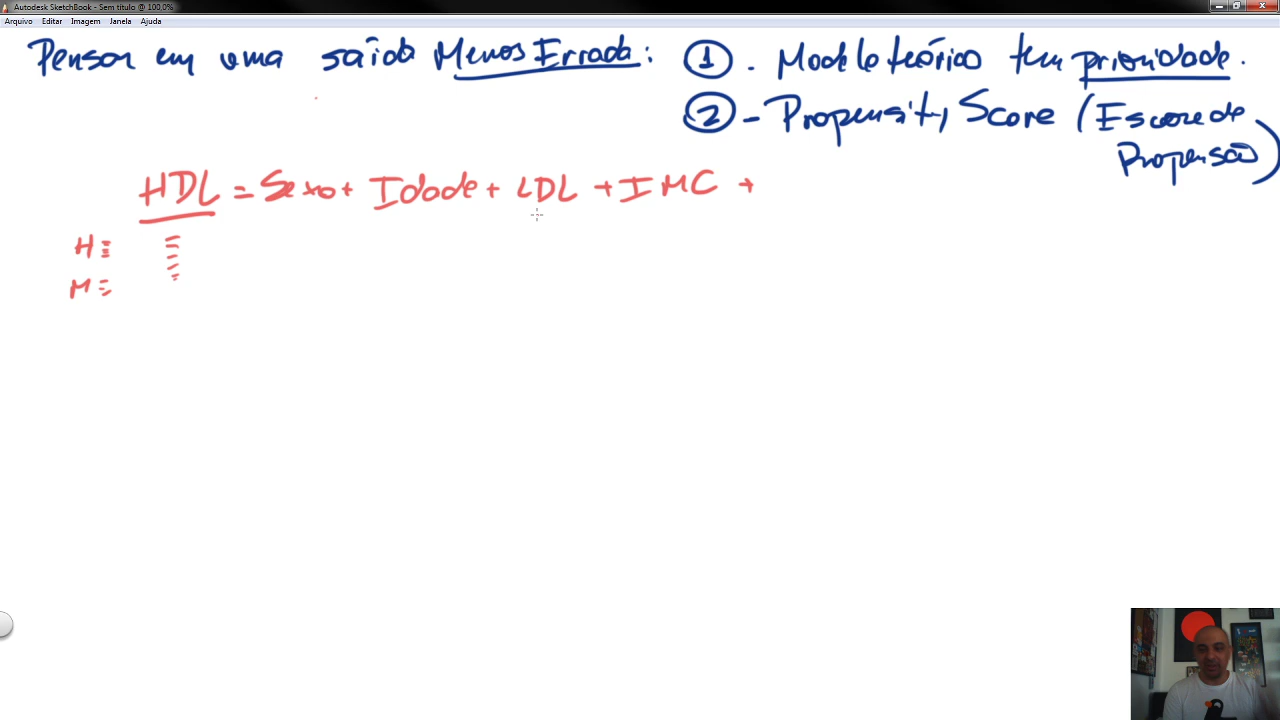 Autodesk SketchBook - Sem título @ 100,0%
Arquivo Editar Imagem Janela Ajuda
Pensar em uma saída Menos Errada: ① . Modelo teórico tem prioridade.
② - Propensity Score (Escore de
Propensão)
HDL = Sexo + Idade + LDL + IMC +
H
M